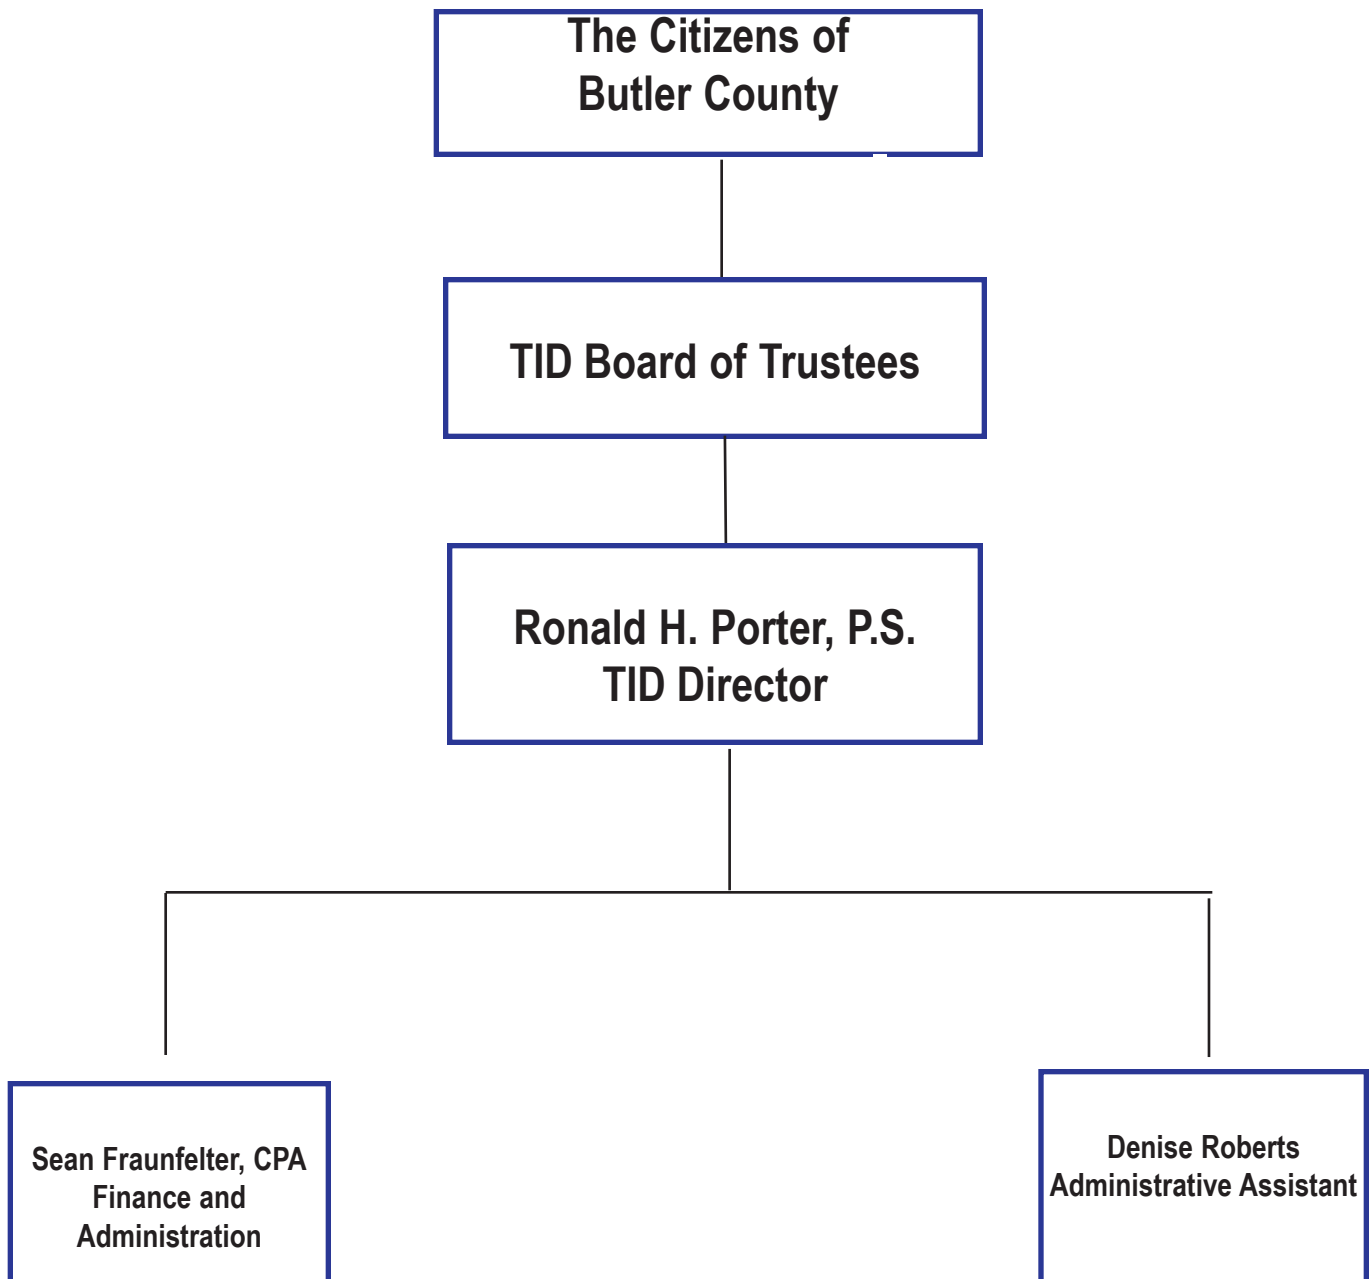 The Citizens of
Butler County
TID Board of Trustees
Ronald H. Porter, P.S.
TID Director
Sean Fraunfelter, CPA
Finance and
Administration
Denise Roberts
Administrative Assistant